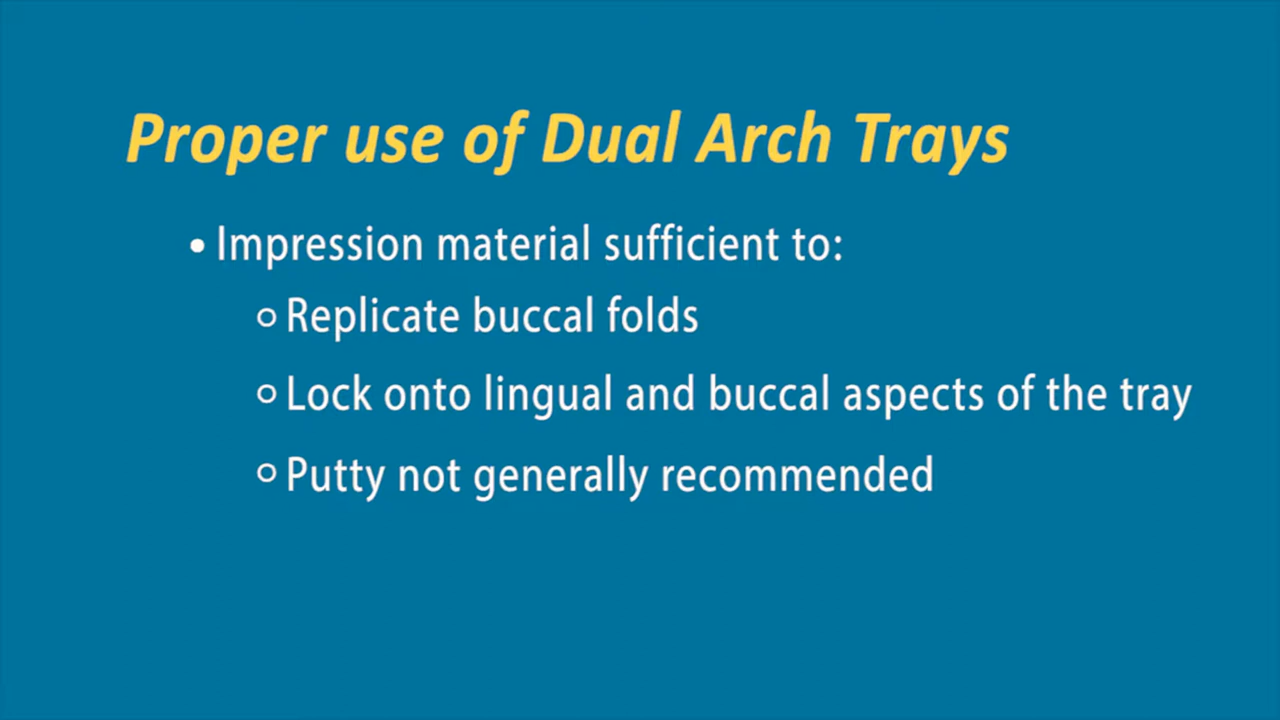 Proper use of Dual Arch Trays
• Impression material sufficient to:
○ Replicate buccal folds
○ Lock onto lingual and buccal aspects of the tray
○ Putty not generally recommended